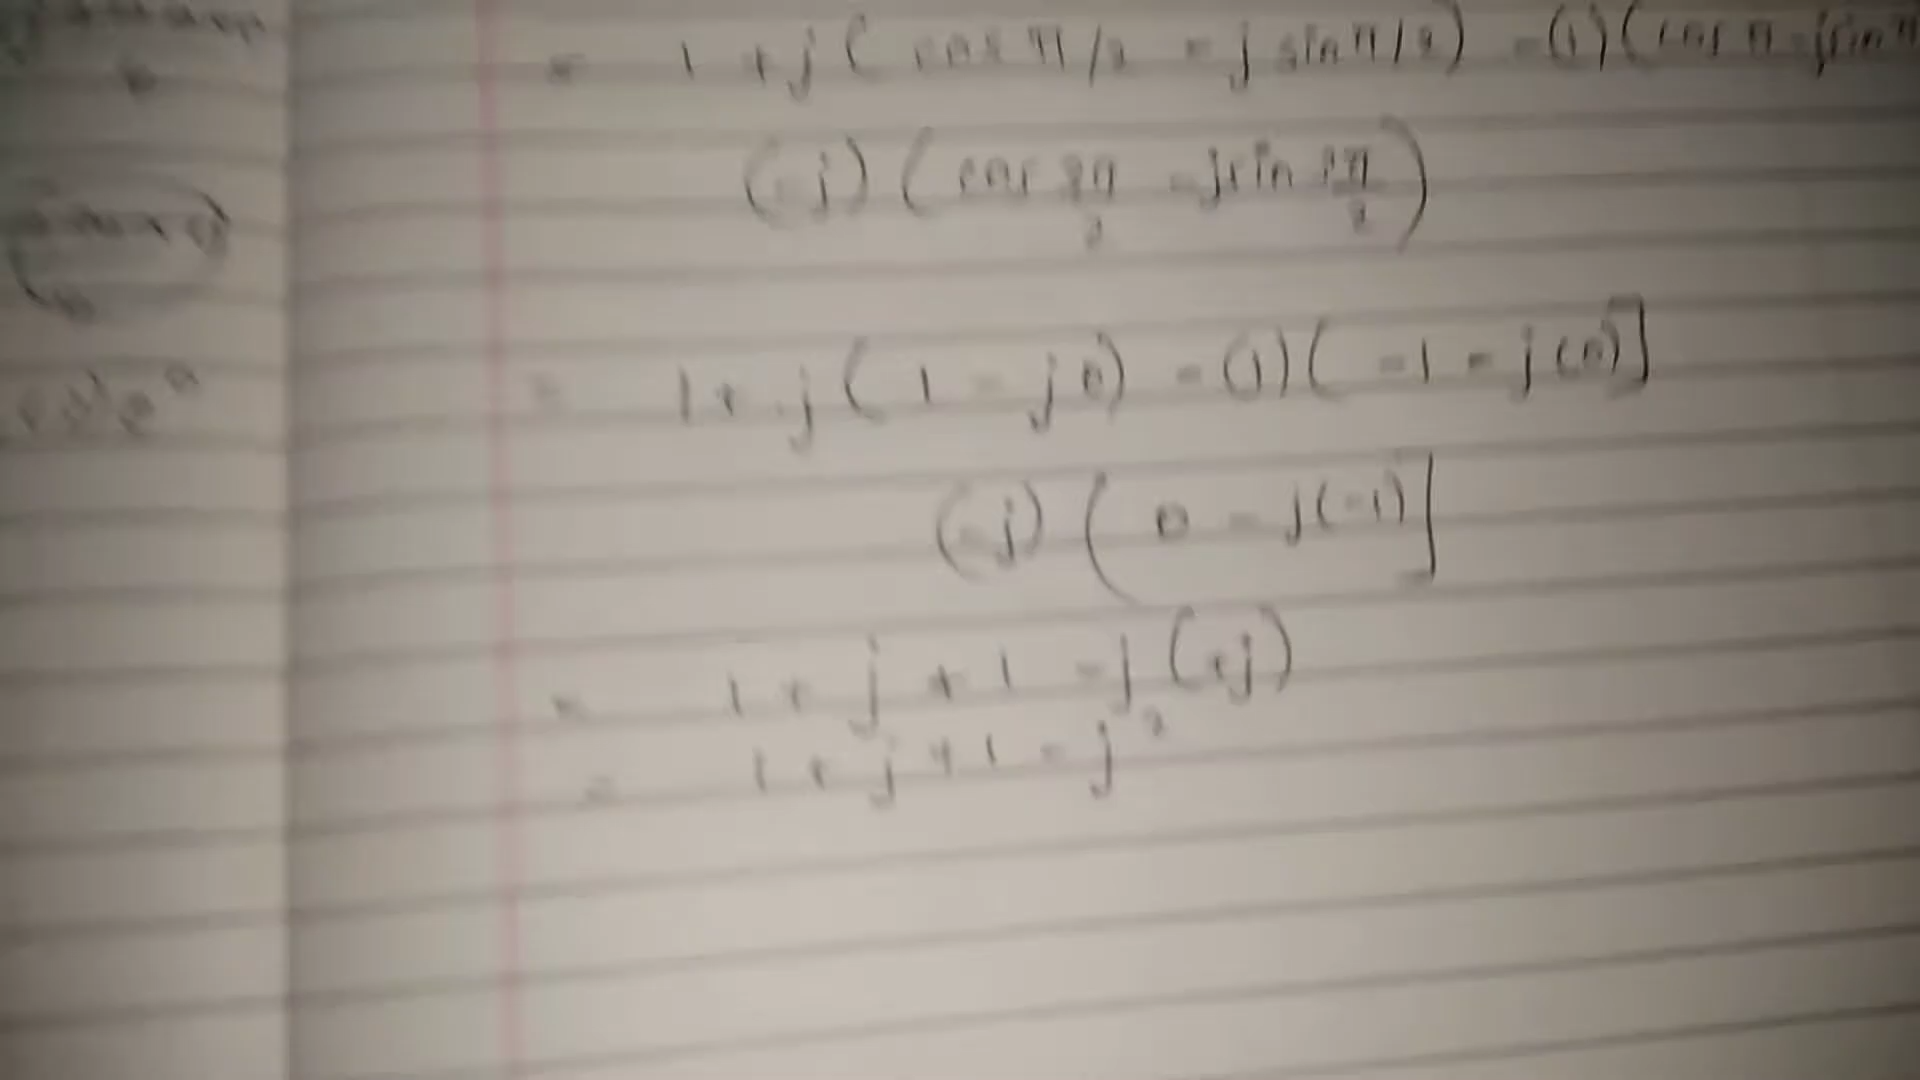 = 1 + j ( cos π/2 - j sin π/2 ) - (1) ( cos π - j sin π
(-j) ( cos 3π/2 - j sin 3π/2 )
= 1 + j ( 1 - j 0 ) - (1) ( -1 - j (0) ]
(-j) ( 0 - j (-1) ]
= 1 + j + 1 - j (+j)
= 1 + j + 1 - j²